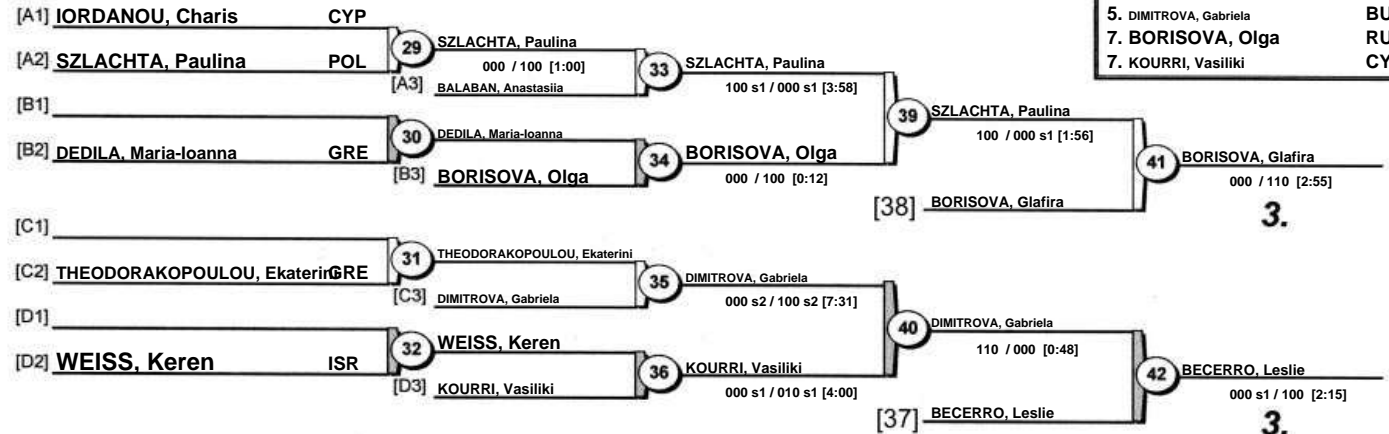 [A1] IORDANOU, Charis CYP
[A2] SZLACHTA, Paulina POL
29
SZLACHTA, Paulina
000 / 100 [1:00]
[A3] BALABAN, Anastasiia
33
SZLACHTA, Paulina
100 s1 / 000 s1 [3:58]
[B1]
[B2] DEDILA, Maria-Ioanna GRE
30
DEDILA, Maria-Ioanna
[B3] BORISOVA, Olga
34
BORISOVA, Olga
000 / 100 [0:12]
39
SZLACHTA, Paulina
100 / 000 s1 [1:56]
[38] BORISOVA, Glafira
41
BORISOVA, Glafira
000 / 110 [2:55]
3.
[C1]
[C2] THEODORAKOPOULOU, Ekaterin GRE
31
THEODORAKOPOULOU, Ekaterini
[C3] DIMITROVA, Gabriela
35
DIMITROVA, Gabriela
000 s2 / 100 s2 [7:31]
[D1]
[D2] WEISS, Keren ISR
32
WEISS, Keren
[D3] KOURRI, Vasiliki
36
KOURRI, Vasiliki
000 s1 / 010 s1 [4:00]
40
DIMITROVA, Gabriela
110 / 000 [0:48]
[37] BECERRO, Leslie
42
BECERRO, Leslie
000 s1 / 100 [2:15]
3.
5. DIMITROVA, Gabriela BU
7. BORISOVA, Olga RU
7. KOURRI, Vasiliki CY